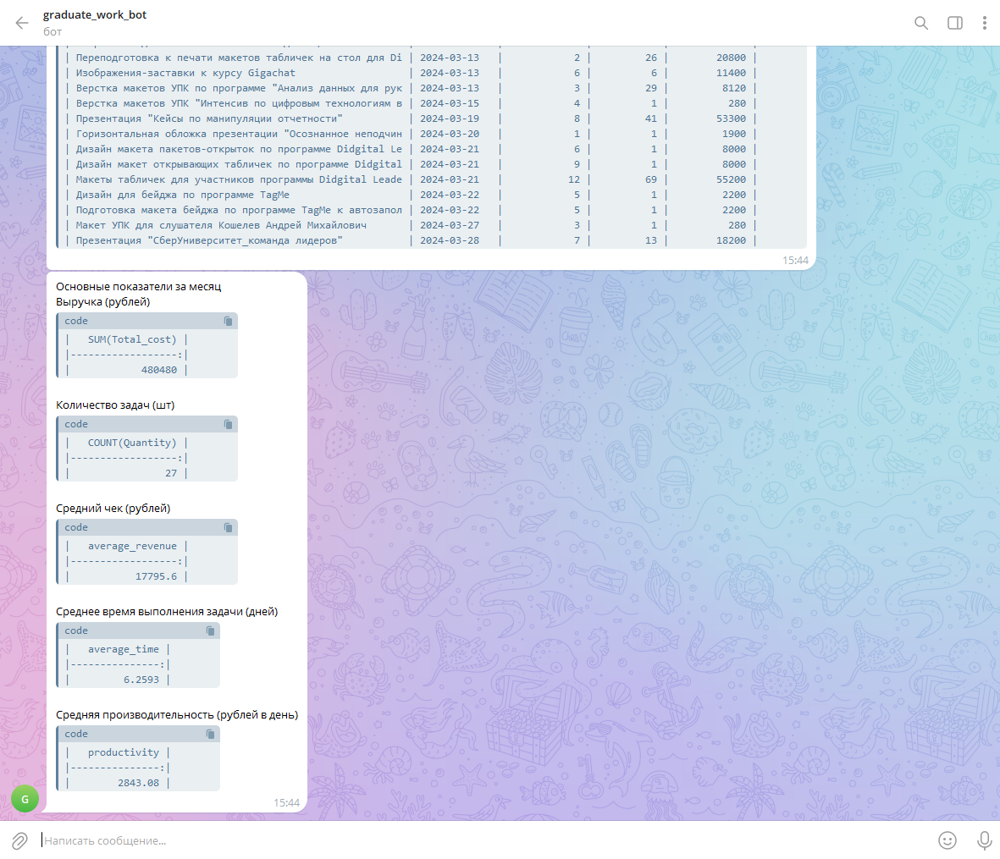 graduate_work_bot
бот
| Переподготовка к печати макетов табличек на стол для Di | 2024-03-13 | 2 | 26 | 20800 |
| Изображения-заставки к курсу Gigachat | 2024-03-13 | 6 | 6 | 11400 |
| Верстка макетов УПК по программе "Анализ данных для рук | 2024-03-13 | 3 | 29 | 8120 |
| Верстка макетов УПК "Интенсив по цифровым технологиям в | 2024-03-15 | 4 | 1 | 280 |
| Презентация "Кейсы по манипуляции отчетности" | 2024-03-19 | 8 | 41 | 53300 |
| Горизонтальная обложка презентации "Осознанное неподчин | 2024-03-20 | 1 | 1 | 1900 |
| Дизайн макета пакетов-открыток по программе Didgital Le | 2024-03-21 | 6 | 1 | 8000 |
| Дизайн макет открывающих табличек по программе Didgital | 2024-03-21 | 9 | 1 | 8000 |
| Макеты табличек для участников программы Didgital Leade | 2024-03-21 | 12 | 69 | 55200 |
| Дизайн для бейджа по программе TagMe | 2024-03-22 | 5 | 1 | 2200 |
| Подготовка макета бейджа по программе TagMe к автозапол | 2024-03-22 | 5 | 1 | 2200 |
| Макет УПК для слушателя Кошелев Андрей Михайлович | 2024-03-27 | 3 | 1 | 280 |
| Презентация "СберУниверситет_команда лидеров" | 2024-03-28 | 7 | 13 | 18200 |
15:44
Основные показатели за месяц
Выручка (рублей)
code
| SUM(Total_cost) |
|------------------:|
| 480480 |
Количество задач (шт)
code
| COUNT(Quantity) |
|------------------:|
| 27 |
Средний чек (рублей)
code
| average_revenue |
|------------------:|
| 17795.6 |
Среднее время выполнения задачи (дней)
code
| average_time |
|---------------:|
| 6.2593 |
Средняя производительность (рублей в день)
code
| productivity |
|---------------:|
| 2843.08 |
15:44
G
Написать сообщение...